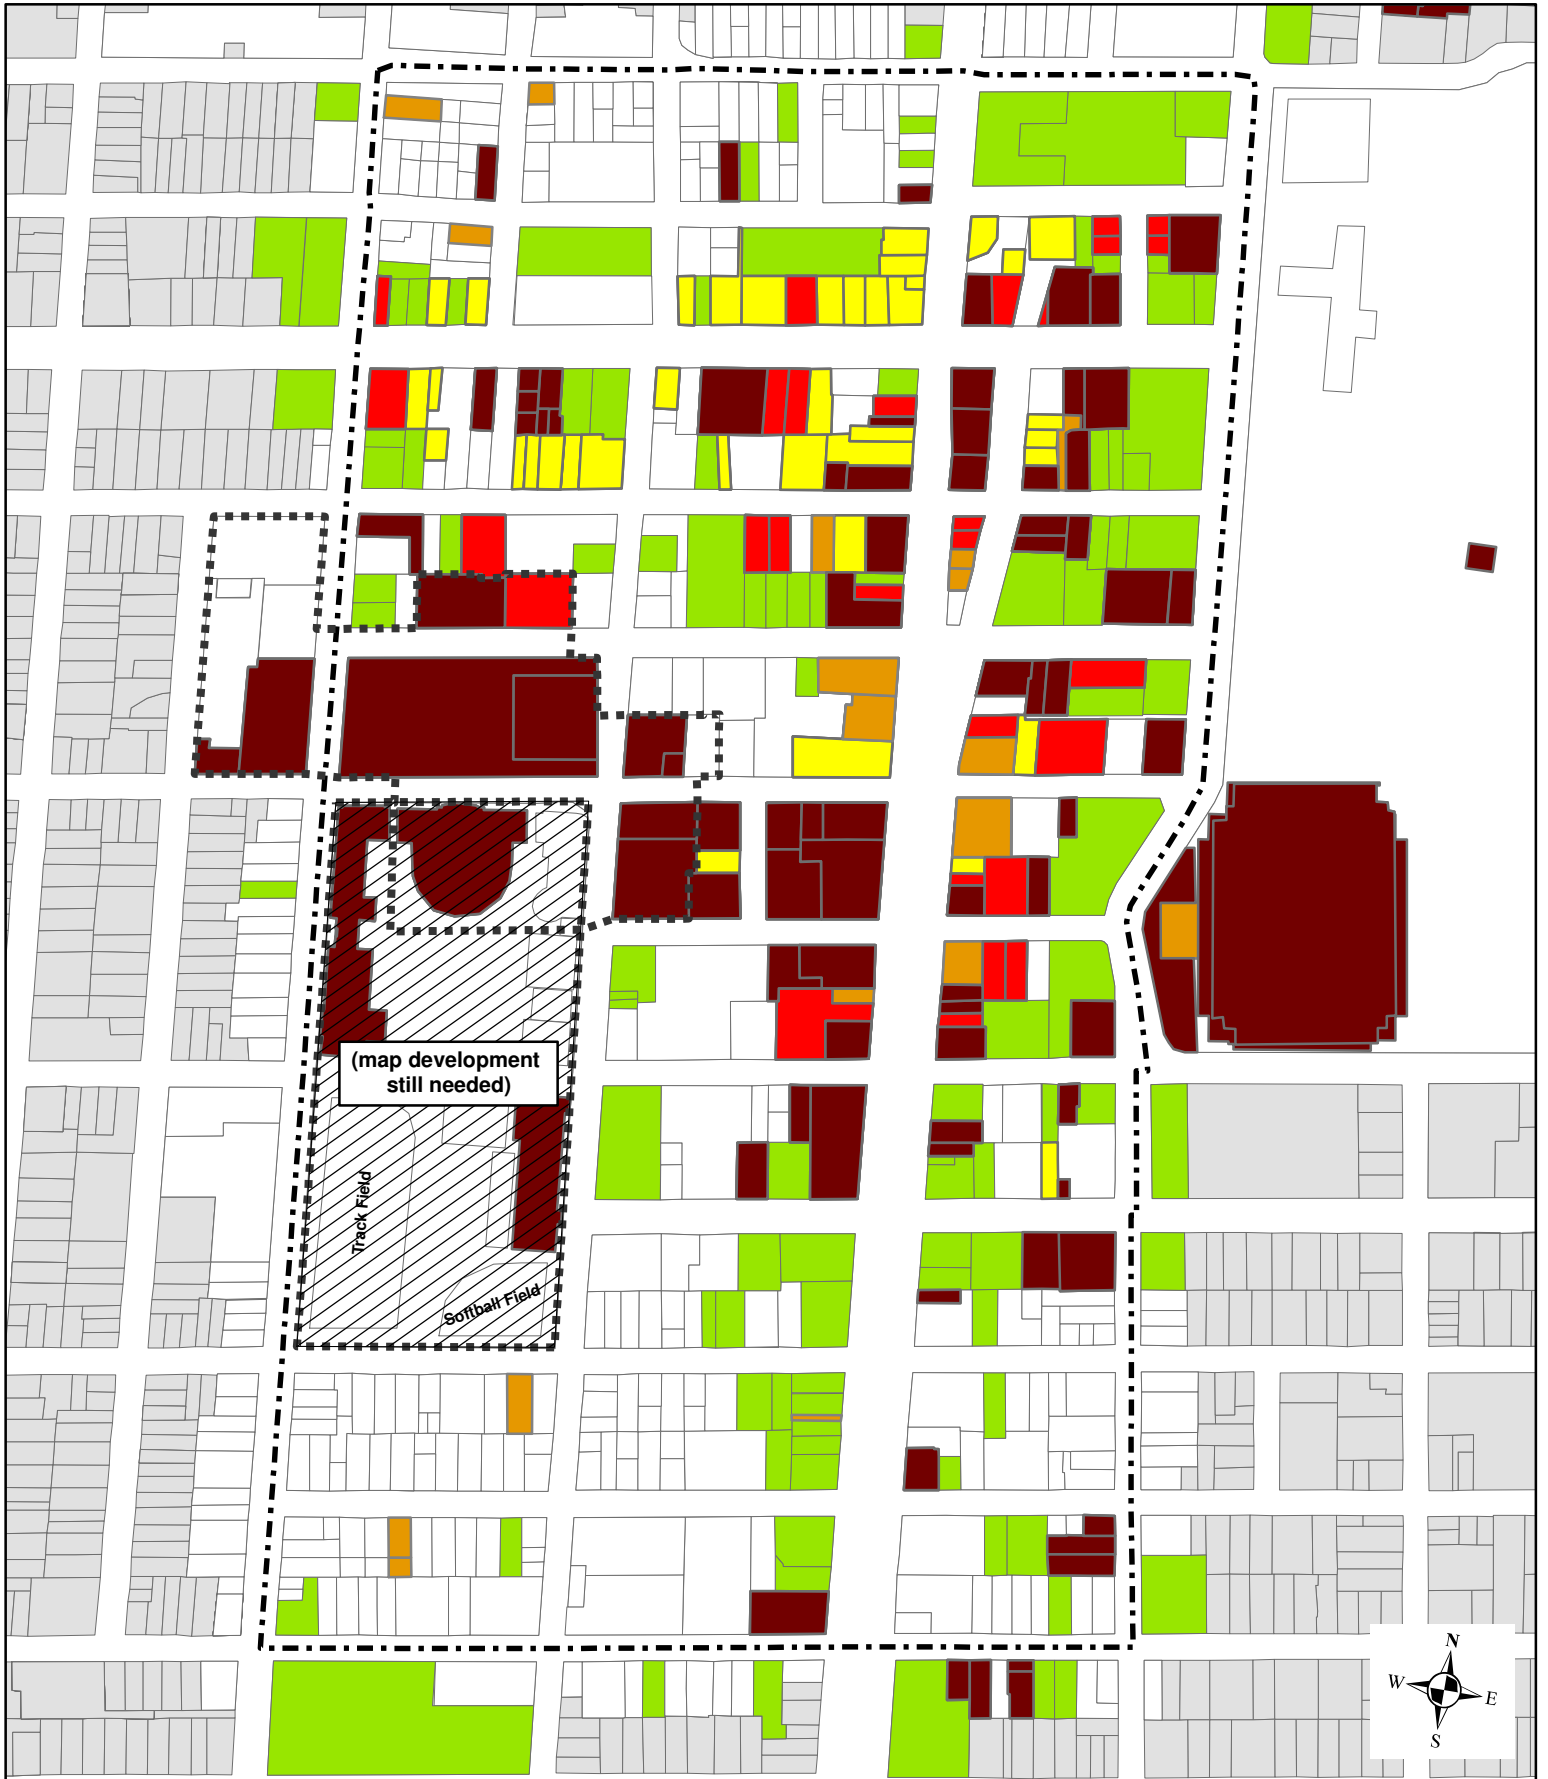 (map development
still needed)
Track Field
Softball Field
N
W
E
S